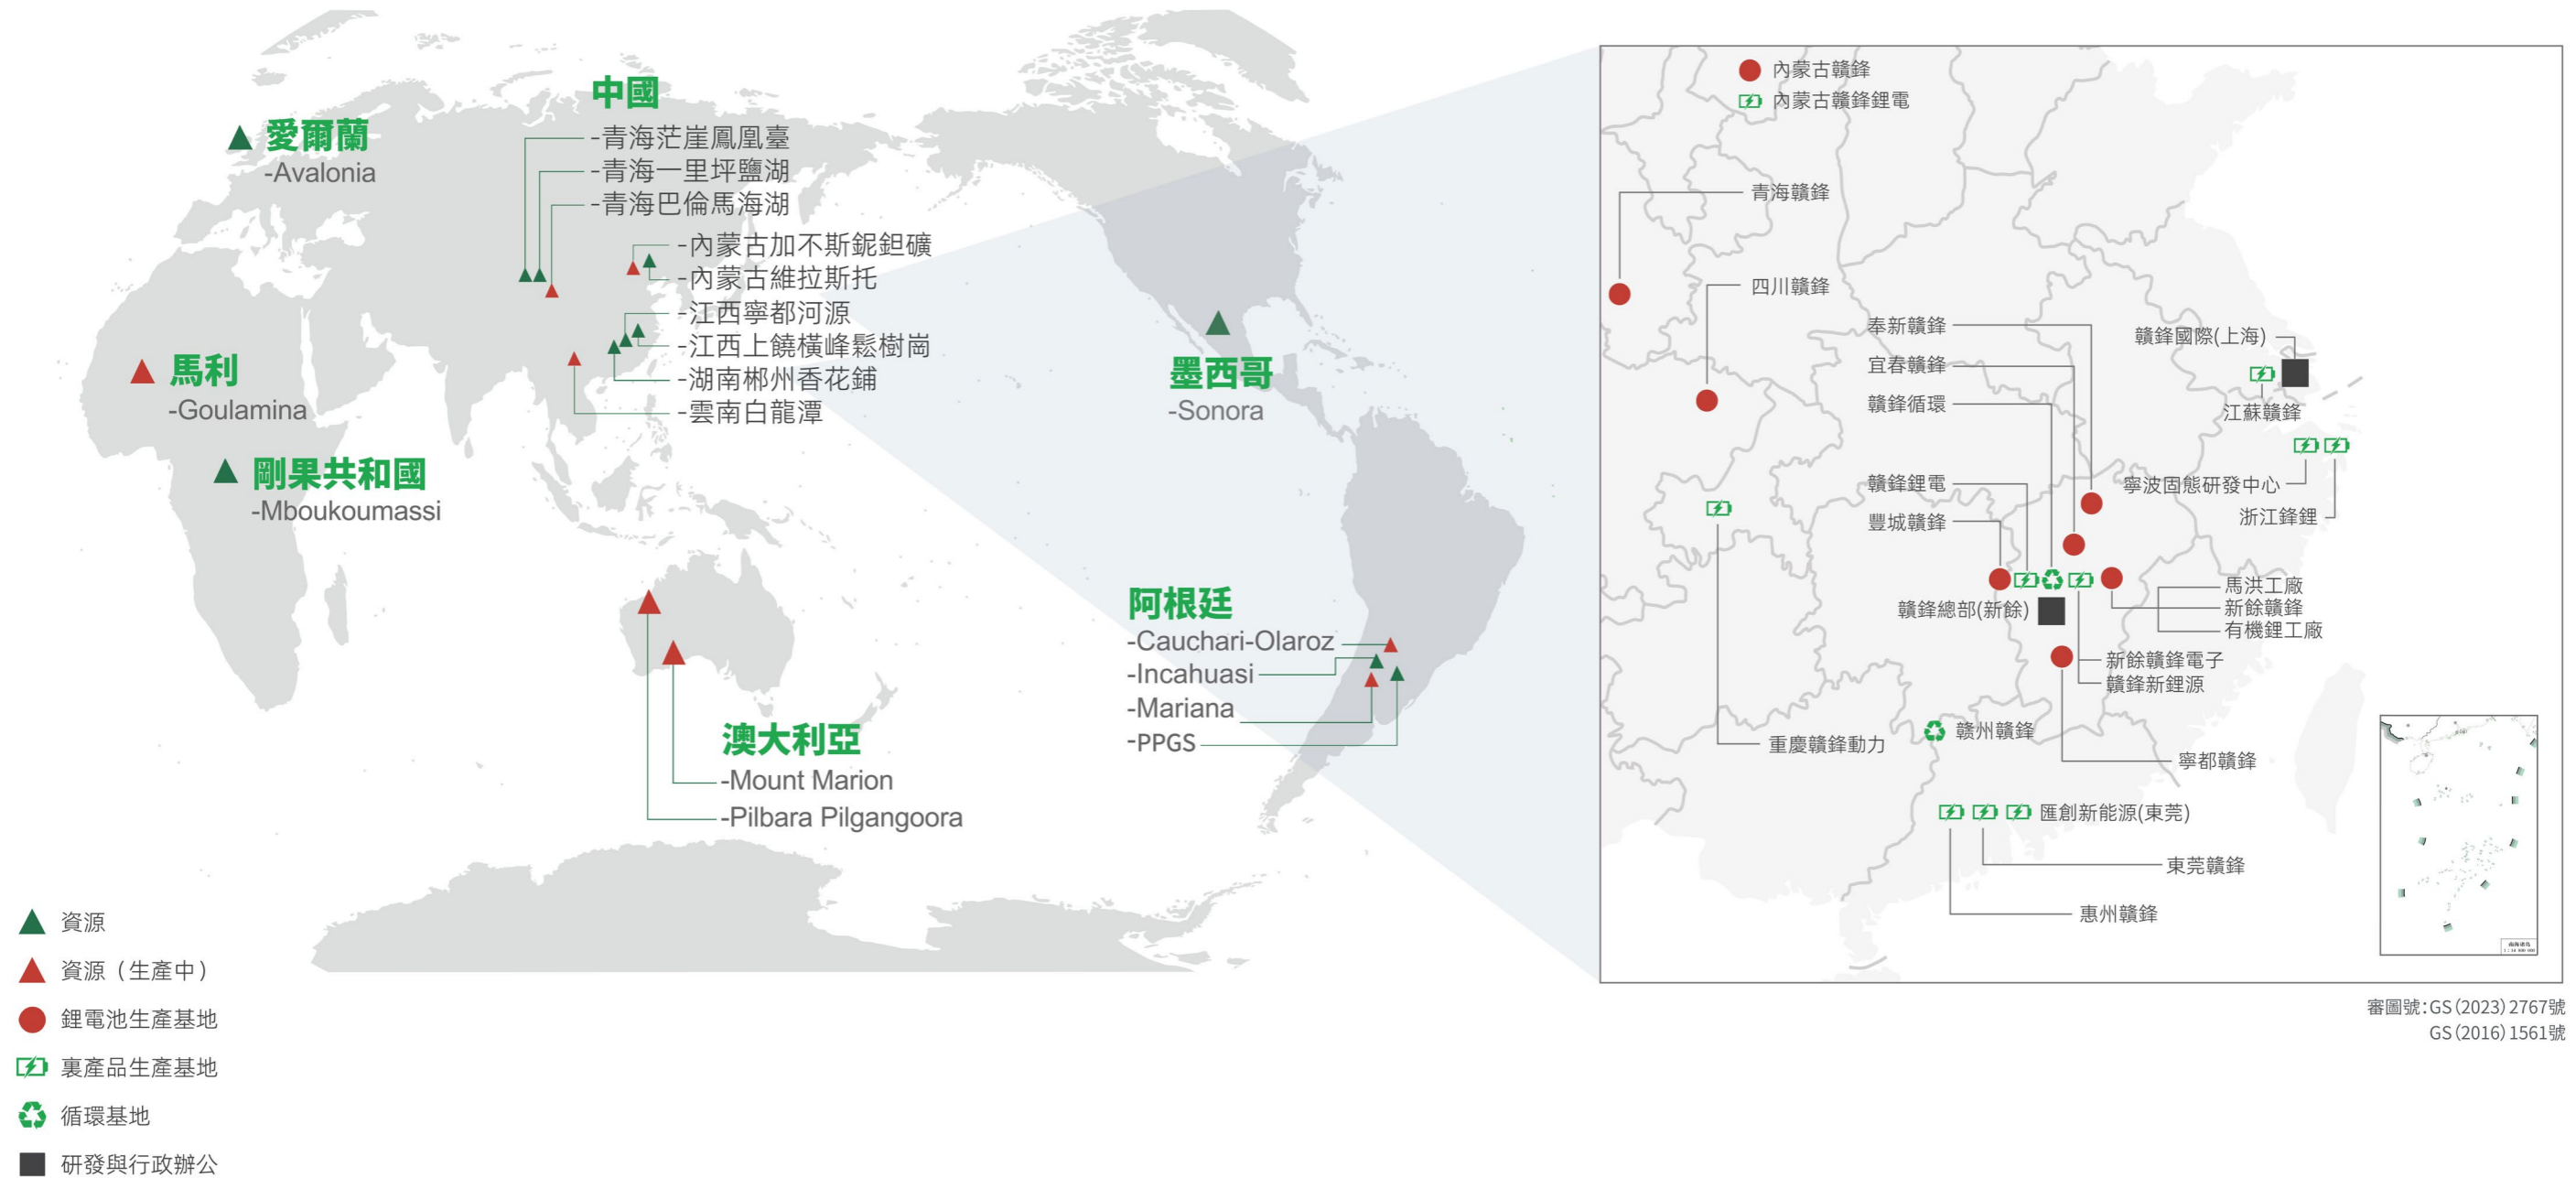 中國
-青海茫崖鳳凰臺
-青海一里坪鹽湖
-青海巴倫馬海湖
-內蒙古加不斯鈮鉭礦
-內蒙古維拉斯托
-江西寧都河源
-江西上饒橫峰鬆樹崗
-湖南郴州香花鋪
-雲南白龍潭
愛爾蘭
-Avalonia
馬利
-Goulamina
剛果共和國
-Mboukoumassi
墨西哥
-Sonora
阿根廷
-Cauchari-Olaroz
-Incahuasi
-Mariana
-PPGS
澳大利亞
-Mount Marion
-Pilbara Pilgangoora
資源
資源（生產中）
鋰電池生產基地
裏產品生產基地
循環基地
研發與行政辦公
內蒙古贛鋒
內蒙古贛鋒鋰電
青海贛鋒
四川贛鋒
奉新贛鋒
宜春贛鋒
贛鋒循環
贛鋒鋰電
豐城贛鋒
贛鋒總部(新餘)
贛鋒國際(上海)
江蘇贛鋒
寧波固態研發中心
浙江鋒鋰
馬洪工廠
新餘贛鋒
有機鋰工廠
新餘贛鋒電子
贛鋒新鋰源
重慶贛鋒動力
赣州贛鋒
寧都贛鋒
匯創新能源(東莞)
東莞贛鋒
惠州贛鋒
審圖號：GS（2023）2767號
GS（2016）1561號